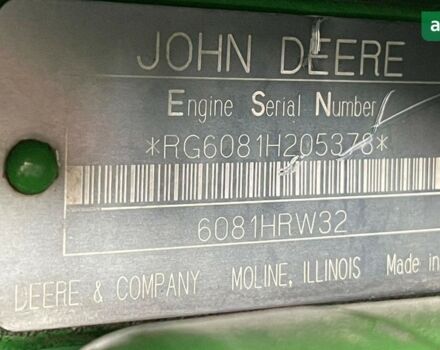 JOHN DEERE
Engine Serial Number
*RG6081H205378*
6081HRW32
DEERE & COMPANY MOLINE, ILLINOIS Made in